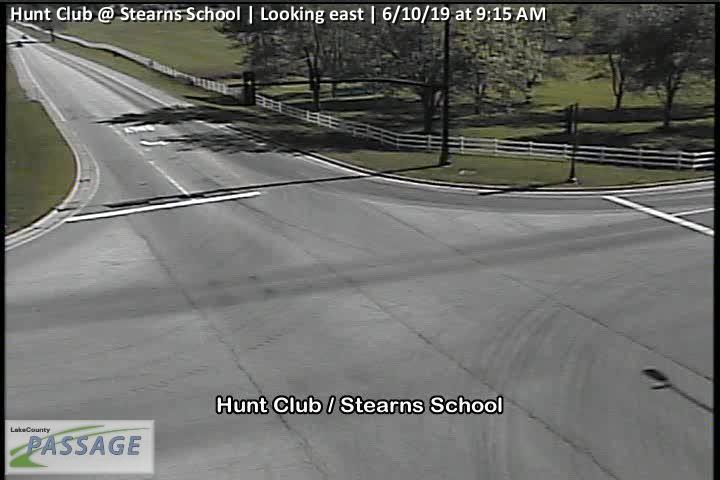 Hunt Club @ Stearns School | Looking east | 6/10/19 at 9:15 AM
Hunt Club / Stearns School
LakeCounty
PASSAGE